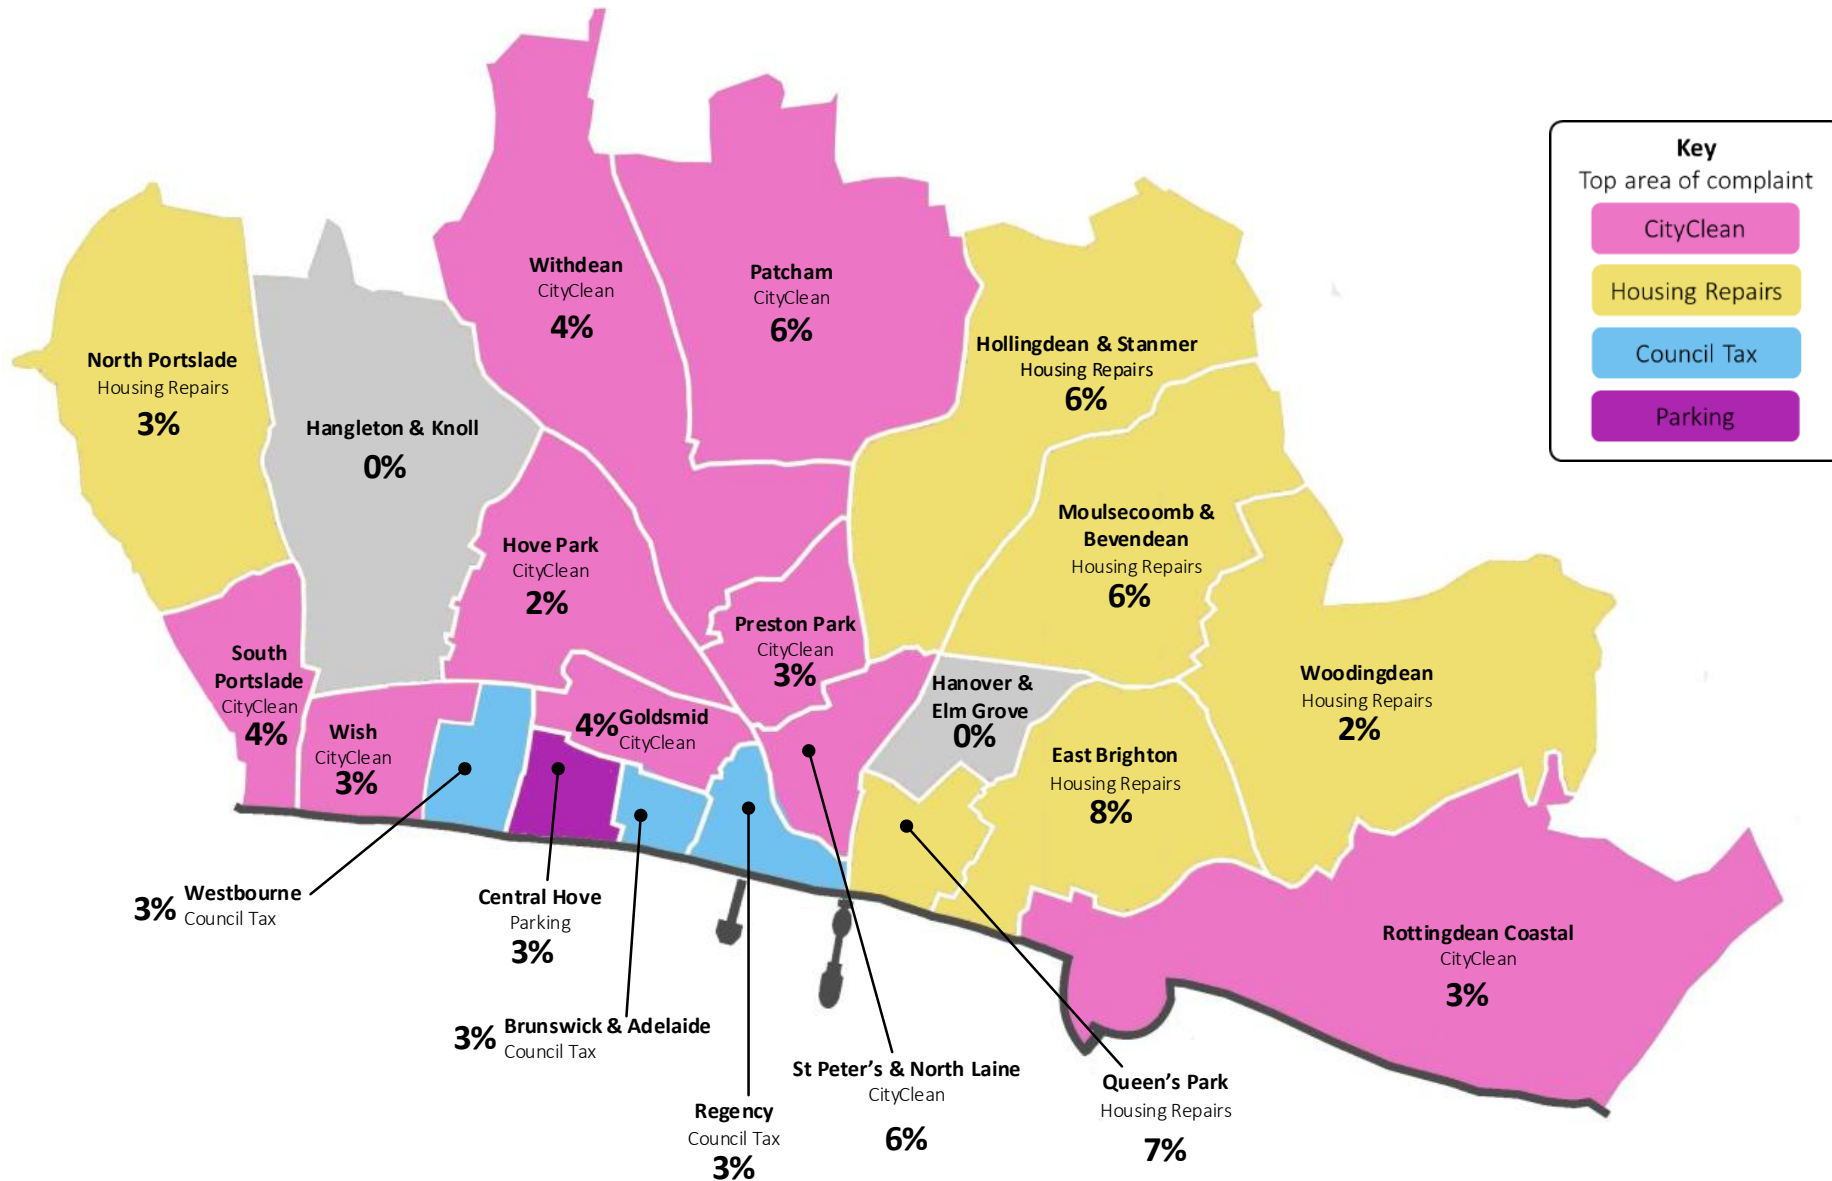 Key
Top area of complaint
CityClean
Housing Repairs
Council Tax
Parking
Withdean
CityClean
4%
Patcham
CityClean
6%
Hollingdean & Stanmer
Housing Repairs
6%
North Portslade
Housing Repairs
3%
Hangleton & Knoll
0%
Moulsecoomb &
Bevendean
Housing Repairs
6%
Hove Park
CityClean
2%
Preston Park
CityClean
3%
South
Portslade
CityClean
4%
Wish
CityClean
3%
4% Goldsmid
CityClean
Hanover &
Elm Grove
0%
Woodingdean
Housing Repairs
2%
East Brighton
Housing Repairs
8%
3% Westbourne
Council Tax
Central Hove
Parking
3%
Rottingdean Coastal
CityClean
3%
3% Brunswick & Adelaide
Council Tax
Regency
Council Tax
3%
St Peter’s & North Laine
CityClean
6%
Queen’s Park
Housing Repairs
7%